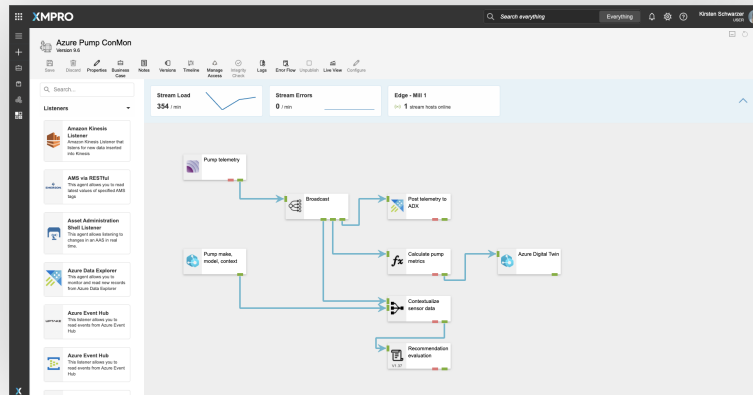 XMPRO
Search everything
Everything
Kirsten Schwarzer
USER
Azure Pump ConMon
Version 9.6
Save
Discard
Properties
Business Case
Notes
Versions
Timeline
Manage Access
Integrity Check
Logs
Error Flow
Unpublish
Live View
Configure
Search...
Listeners
Amazon Kinesis
Listener
Amazon Kinesis Listener that
listens for new data inserted
into Kinesis
AMS via RESTful
This agent allows you to read
latest values of specified AMS
tags
Asset Administration
Shell Listener
This agent allows listening to
changes in an AAS in real
time.
Azure Data Explorer
This agent allows you to
monitor and read new records
from Azure Data Explorer
Azure Event Hub
This listener allows you to
read events from Azure Event
Hub
Azure Event Hub
This listener allows you to
read events from Azure Event
Hub
Stream Load
354 / min
Stream Errors
0 / min
Edge - Mill 1
1 stream hosts online
Pump telemetry
Broadcast
Post telemetry to
ADX
Pump make,
model, context
fx
Calculate pump
metrics
Azure Digital Twin
Contextualize
sensor data
Recommendation
evaluation
V1.37